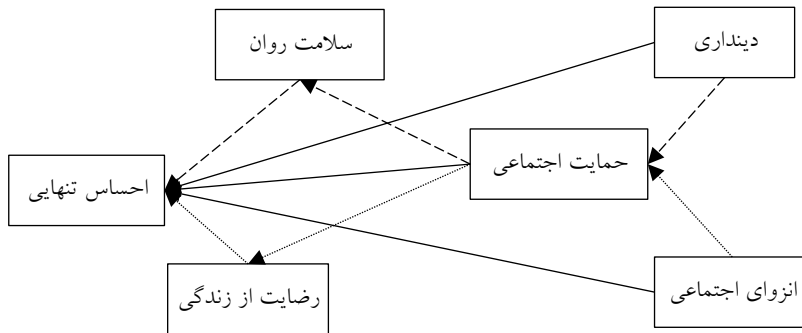 دینداری
سلامت روان
حمایت اجتماعی
احساس تنهایی
انزوای اجتماعی
رضایت از زندگی